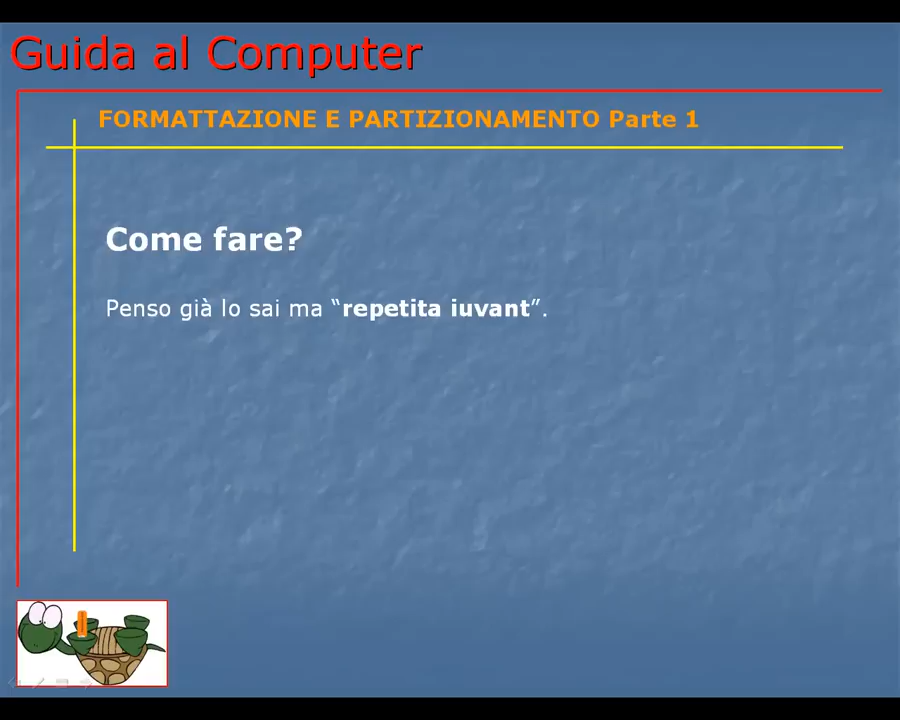 Guida al Computer
FORMATTAZIONE E PARTIZIONAMENTO Parte 1
Come fare?
Penso già lo sai ma “repetita iuvant”.